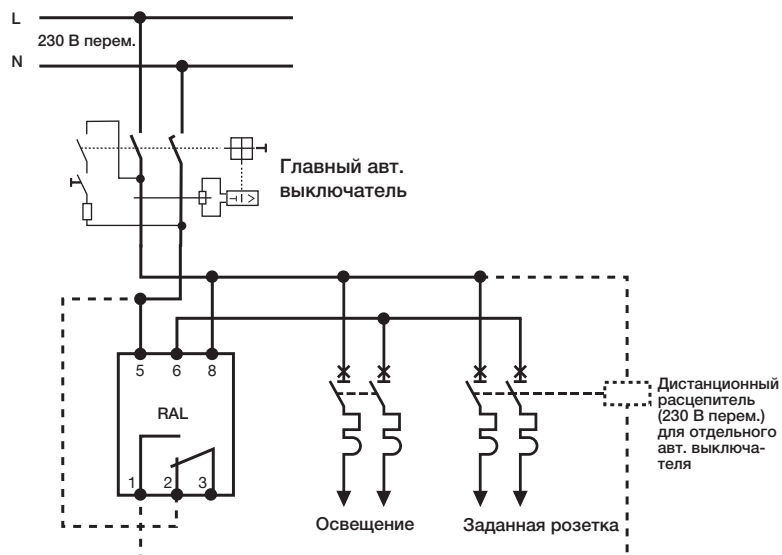 L
230 В перем.
N
Главный авт.
выключатель
5 6 8
RAL
1 2 3
Дистанционный
расцепитель
(230 В перем.)
для отдельного
авт. выключа-
теля
Освещение
Заданная розетка